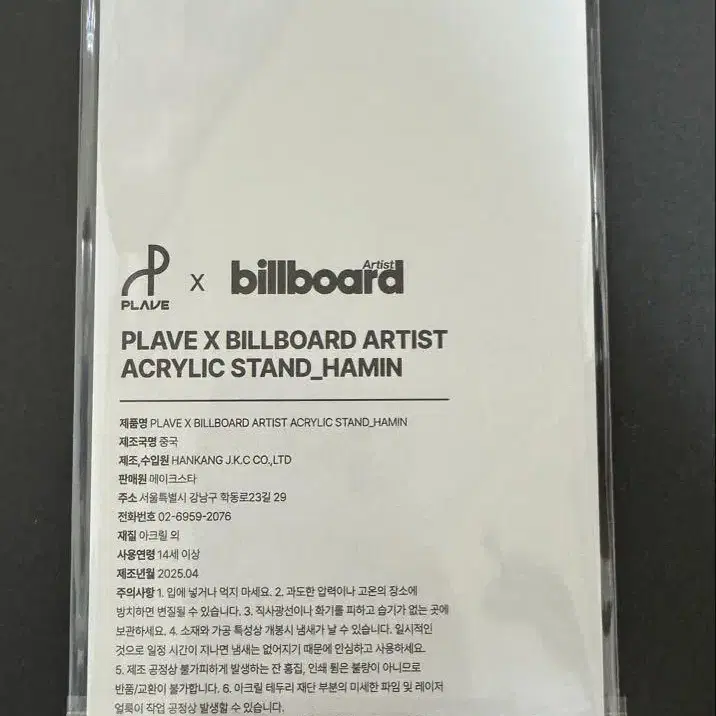 PLAVE
x
billboard
Artist
PLAVE X BILLBOARD ARTIST
ACRYLIC STAND_HAMIN
제품명 PLAVE X BILLBOARD ARTIST ACRYLIC STAND_HAMIN
제조국명 중국
제조,수입원 HANKANG J.K.C CO.,LTD
판매원 메이크스타
주소 서울특별시 강남구 학동로23길 29
전화번호 02-6959-2076
재질 아크릴 외
사용연령 14세 이상
제조년월 2025.04
주의사항 1. 입에 넣거나 먹지 마세요. 2. 과도한 압력이나 고온의 장소에
방치하면 변질될 수 있습니다. 3. 직사광선이나 화기를 피하고 습기가 없는 곳에
보관하세요. 4. 소재와 가공 특성상 개봉시 냄새가 날 수 있습니다. 일시적인
것으로 일정 시간이 지나면 냄새는 없어지기 때문에 안심하고 사용하세요.
5. 제조 공정상 불가피하게 발생하는 잔 흠집, 인쇄 튐은 불량이 아니므로
반품/교환이 불가합니다. 6. 아크릴 테두리 재단 부분의 미세한 파임 및 레이저
얼룩이 작업 공정상 발생할 수 있습니다.